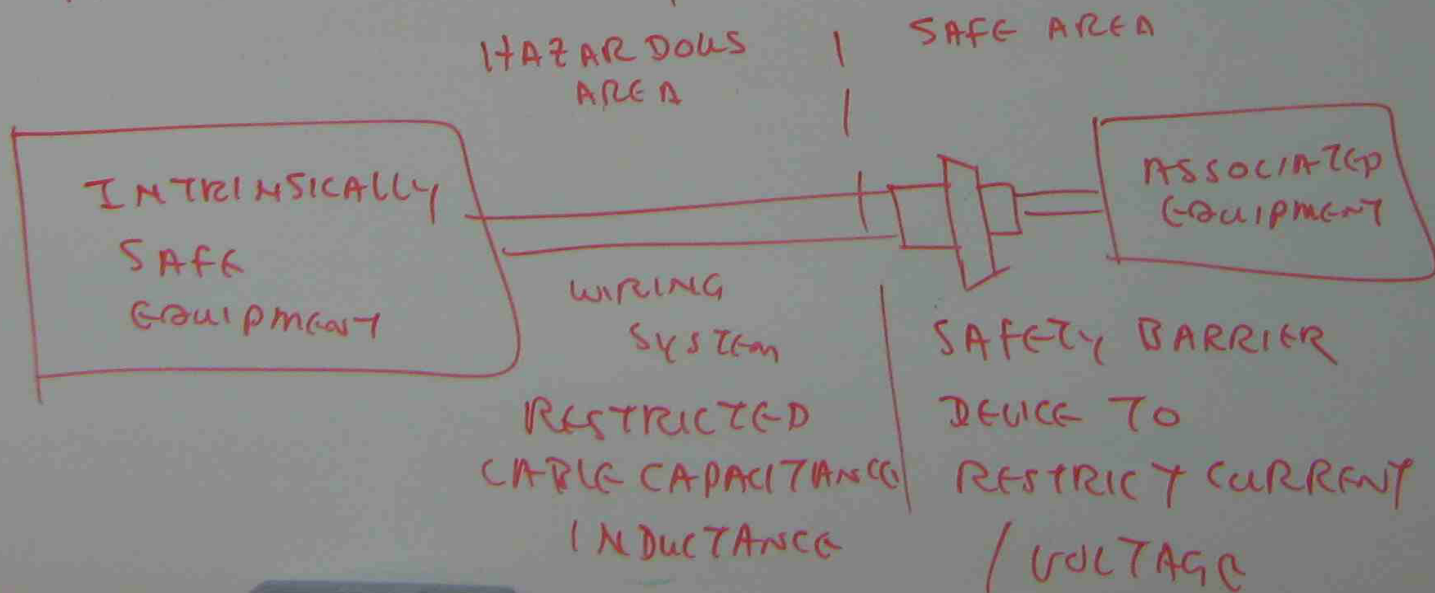 HAZARDOUS
AREA
SAFE AREA
INTRINSICALLY
SAFE
EQUIPMENT
WIRING
SYSTEM
RESTRICTED
CABLE CAPACITANCE
INDUCTANCE
ASSOCIATED
EQUIPMENT
SAFETY BARRIER
DEVICE TO
RESTRICT CURRENT
/ VOLTAGE